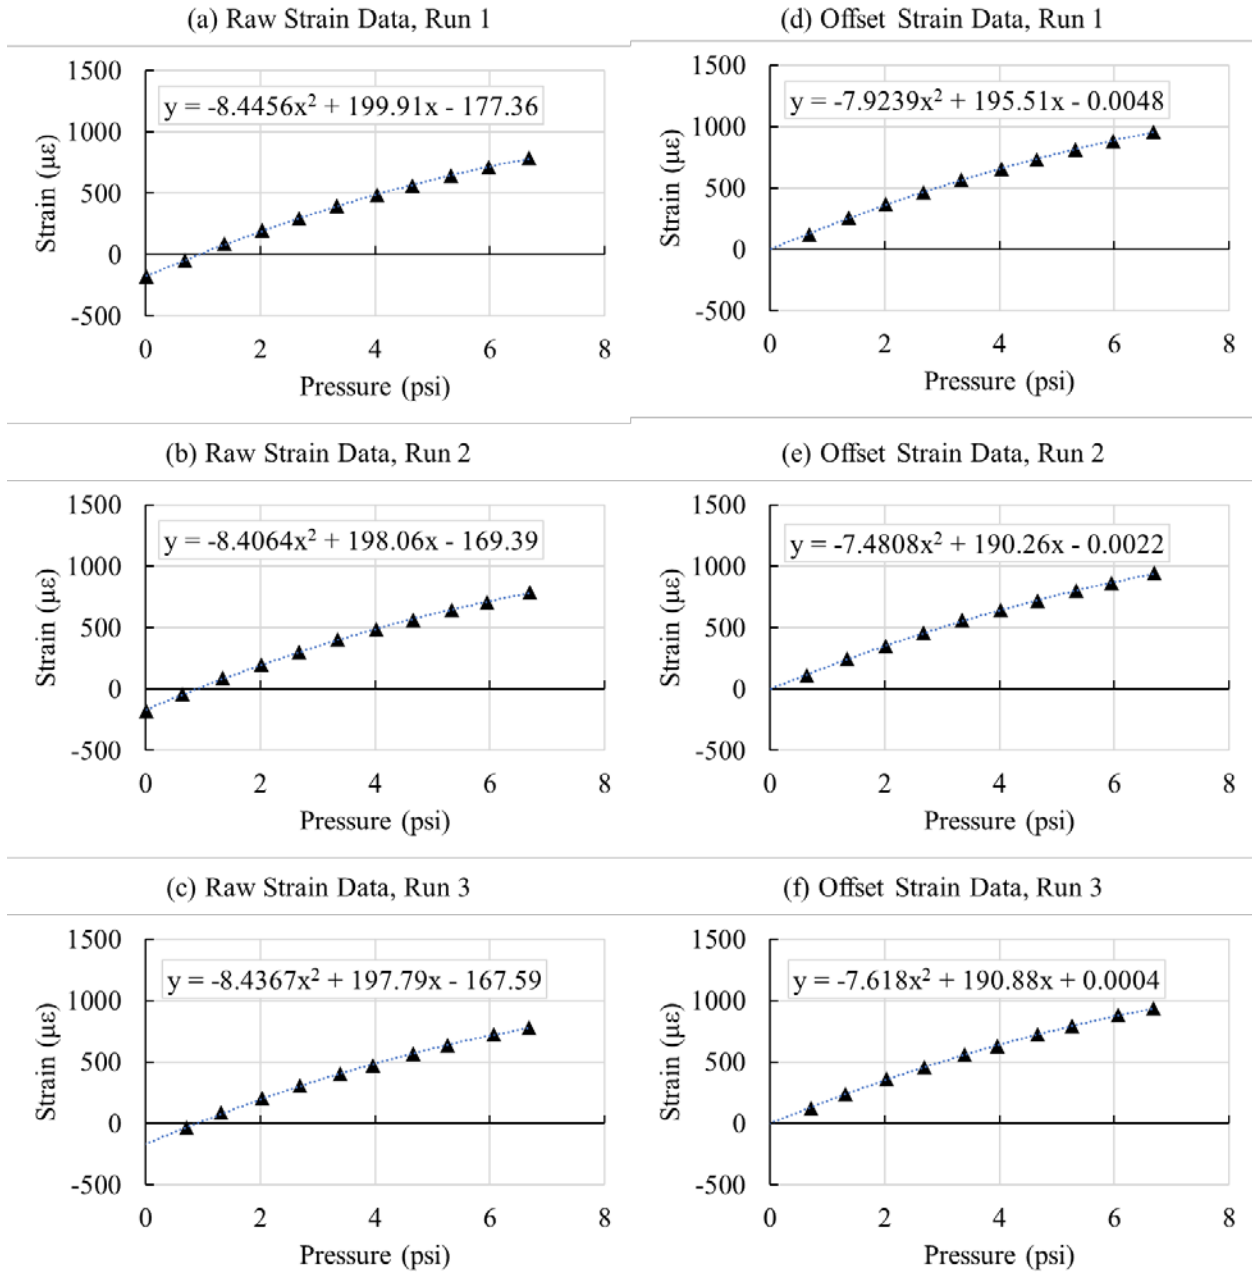 (a) Raw Strain Data, Run 1
y = -8.4456x² + 199.91x - 177.36
1500
1000
500
0
-500
Strain (με)
0 2 4 6 8
Pressure (psi)
(d) Offset Strain Data, Run 1
y = -7.9239x² + 195.51x - 0.0048
1500
1000
500
0
-500
Strain (με)
0 2 4 6 8
Pressure (psi)
(b) Raw Strain Data, Run 2
y = -8.4064x² + 198.06x - 169.39
1500
1000
500
0
-500
Strain (με)
0 2 4 6 8
Pressure (psi)
(e) Offset Strain Data, Run 2
y = -7.4808x² + 190.26x - 0.0022
1500
1000
500
0
-500
Strain (με)
0 2 4 6 8
Pressure (psi)
(c) Raw Strain Data, Run 3
y = -8.4367x² + 197.79x - 167.59
1500
1000
500
0
-500
Strain (με)
0 2 4 6 8
Pressure (psi)
(f) Offset Strain Data, Run 3
y = -7.618x² + 190.88x + 0.0004
1500
1000
500
0
-500
Strain (με)
0 2 4 6 8
Pressure (psi)